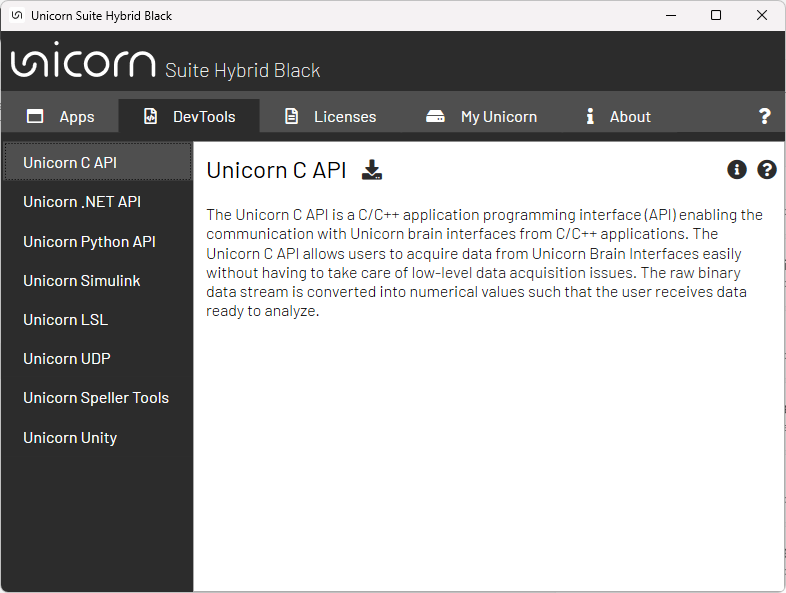 Unicorn Suite Hybrid Black
unicorn Suite Hybrid Black
Apps DevTools Licenses My Unicorn About ?
Unicorn C API
Unicorn .NET API
Unicorn Python API
Unicorn Simulink
Unicorn LSL
Unicorn UDP
Unicorn Speller Tools
Unicorn Unity
Unicorn C API
The Unicorn C API is a C/C++ application programming interface (API) enabling the
communication with Unicorn brain interfaces from C/C++ applications. The
Unicorn C API allows users to acquire data from Unicorn Brain Interfaces easily
without having to take care of low-level data acquisition issues. The raw binary
data stream is converted into numerical values such that the user receives data
ready to analyze.